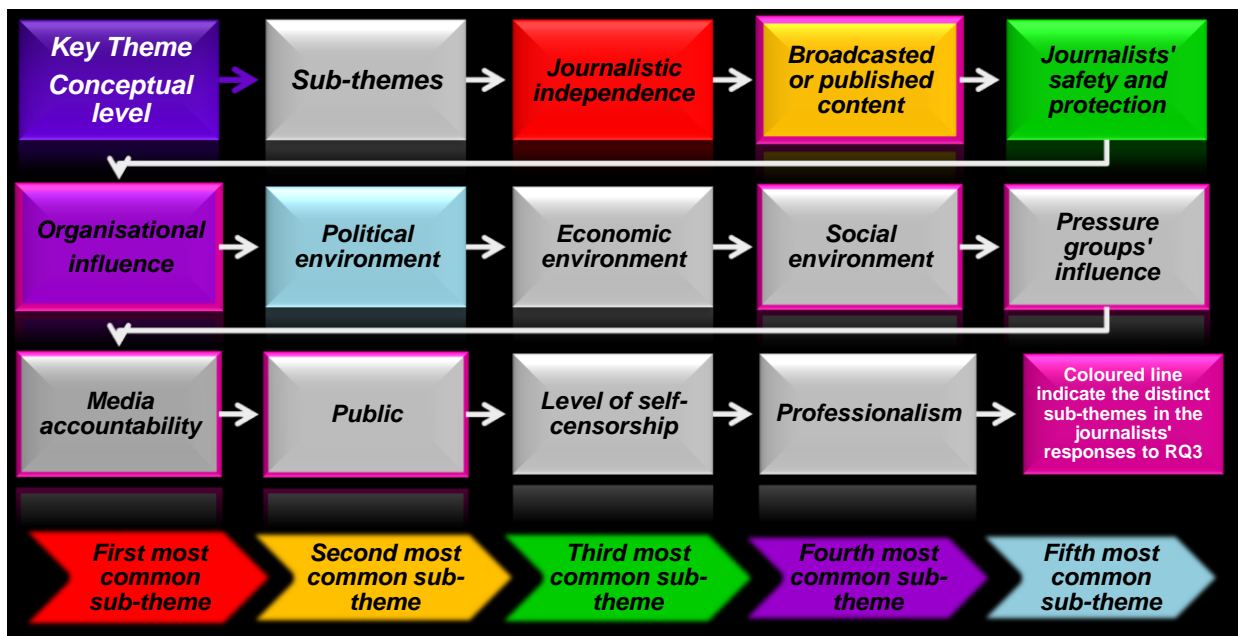 Key Theme
Conceptual
level
Sub-themes
Journalistic
independence
Broadcasted
or published
content
Journalists'
safety and
protection
Organisational
influence
Political
environment
Economic
environment
Social
environment
Pressure
groups'
influence
Media
accountability
Public
Level of self-
censorship
Professionalism
Coloured line
indicate the distinct
sub-themes in the
journalists'
responses to RQ3
First most
common
sub-theme
Second most
common sub-
theme
Third most
common sub-
theme
Fourth most
common sub-
theme
Fifth most
common
sub-theme